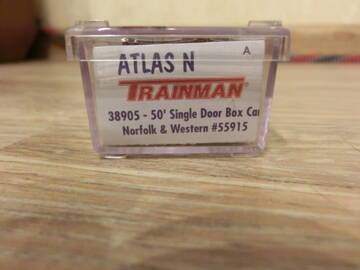 A
ATLAS N
TRAINMAN
38905 - 50' Single Door Box Car
Norfolk & Western #55915